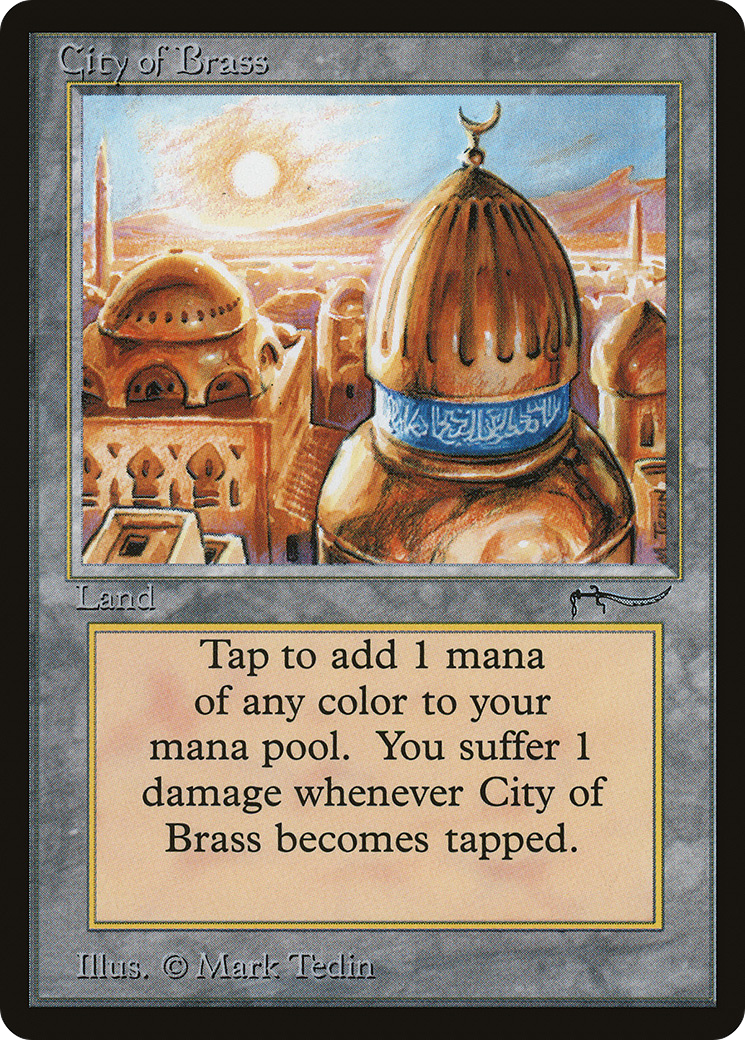 City of Brass
M. TEDIN
Land
Tap to add 1 mana
of any color to your
mana pool.  You suffer 1
damage whenever City of
Brass becomes tapped.
Illus. © Mark Tedin